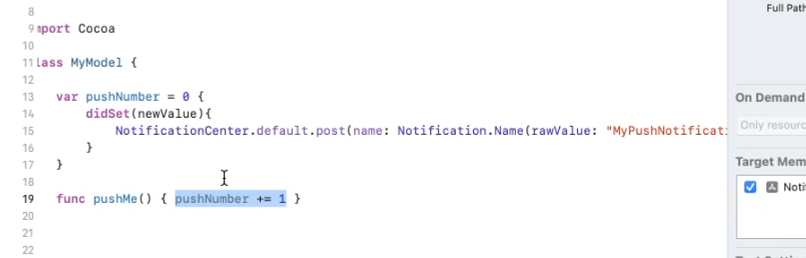 8
Full Path
9 mport Cocoa
10
11 lass MyModel {
12
13 var pushNumber = 0 {
14 didSet(newValue){
15 NotificationCenter.default.post(name: Notification.Name(rawValue: "MyPushNotificati
16 }
17 }
18
19 func pushMe() { pushNumber += 1 }
20
21
22
On Demand
Only resourc
Target Mem
Noti